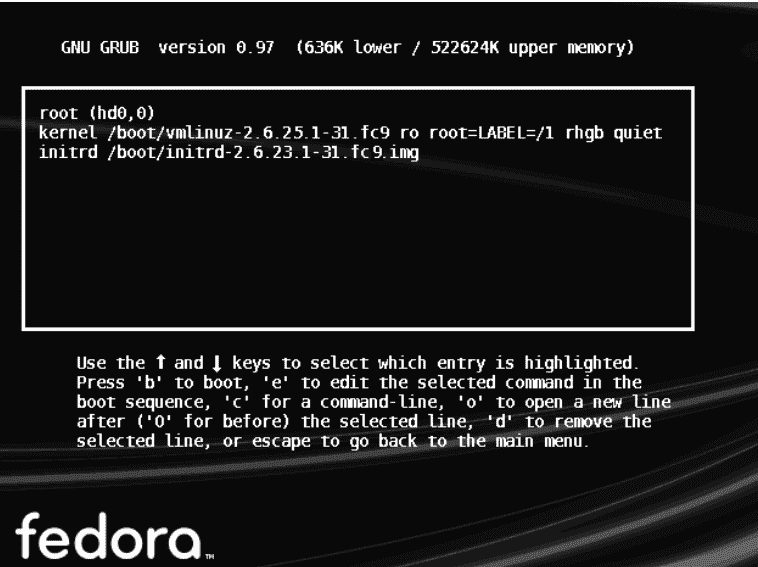 GNU GRUB version 0.97 (636K lower / 522624K upper memory)
root (hd0,0)
kernel /boot/vmlinuz-2.6.25.1-31.fc9 ro root=LABEL=/1 rhgb quiet
initrd /boot/initrd-2.6.23.1-31.fc9.img
Use the ↑ and ↓ keys to select which entry is highlighted.
Press 'b' to boot, 'e' to edit the selected command in the
boot sequence, 'c' for a command-line, 'o' to open a new line
after ('O' for before) the selected line, 'd' to remove the
selected line, or escape to go back to the main menu.
fedora™